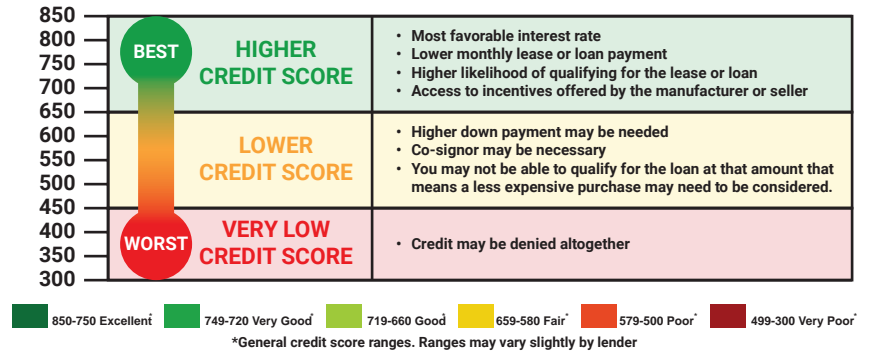 850
800
750
700
650
600
550
500
450
400
350
300
BEST
HIGHER
CREDIT SCORE
• Most favorable interest rate
• Lower monthly lease or loan payment
• Higher likelihood of qualifying for the lease or loan
• Access to incentives offered by the manufacturer or seller
LOWER
CREDIT SCORE
• Higher down payment may be needed
• Co-signor may be necessary
• You may not be able to qualify for the loan at that amount that
means a less expensive purchase may need to be considered.
WORST
VERY LOW
CREDIT SCORE
• Credit may be denied altogether
850-750 Excellent*
749-720 Very Good*
719-660 Good*
659-580 Fair*
579-500 Poor*
499-300 Very Poor*
*General credit score ranges. Ranges may vary slightly by lender